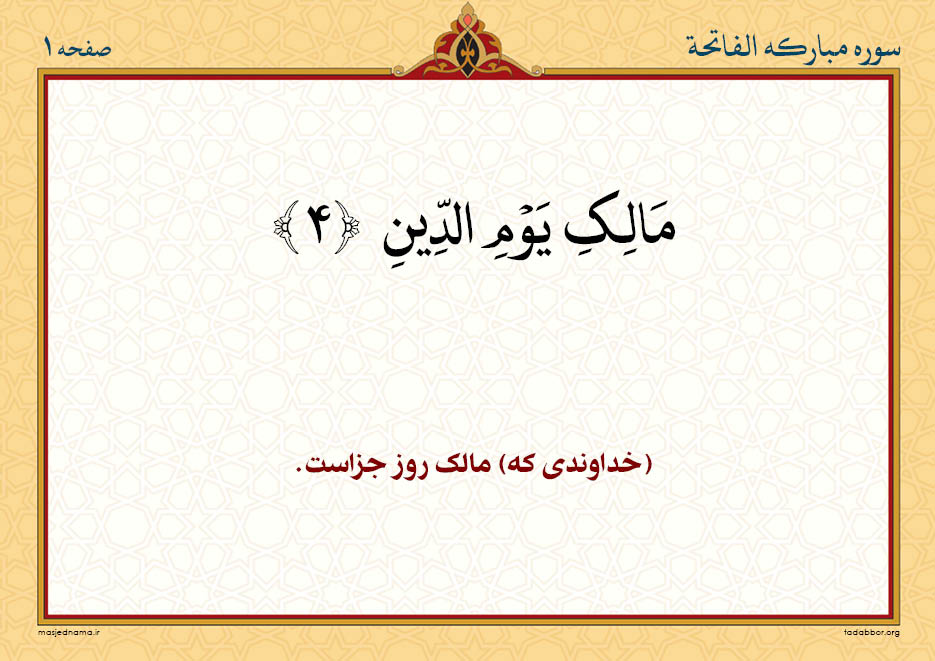 سوره مبارکه الفاتحة
صفحه ۱
مَالِکِ يَوْمِ الدِّينِ ﴿۴﴾
(خداوندی که) مالک روز جزاست.
masjednama.ir
tadabbor.org